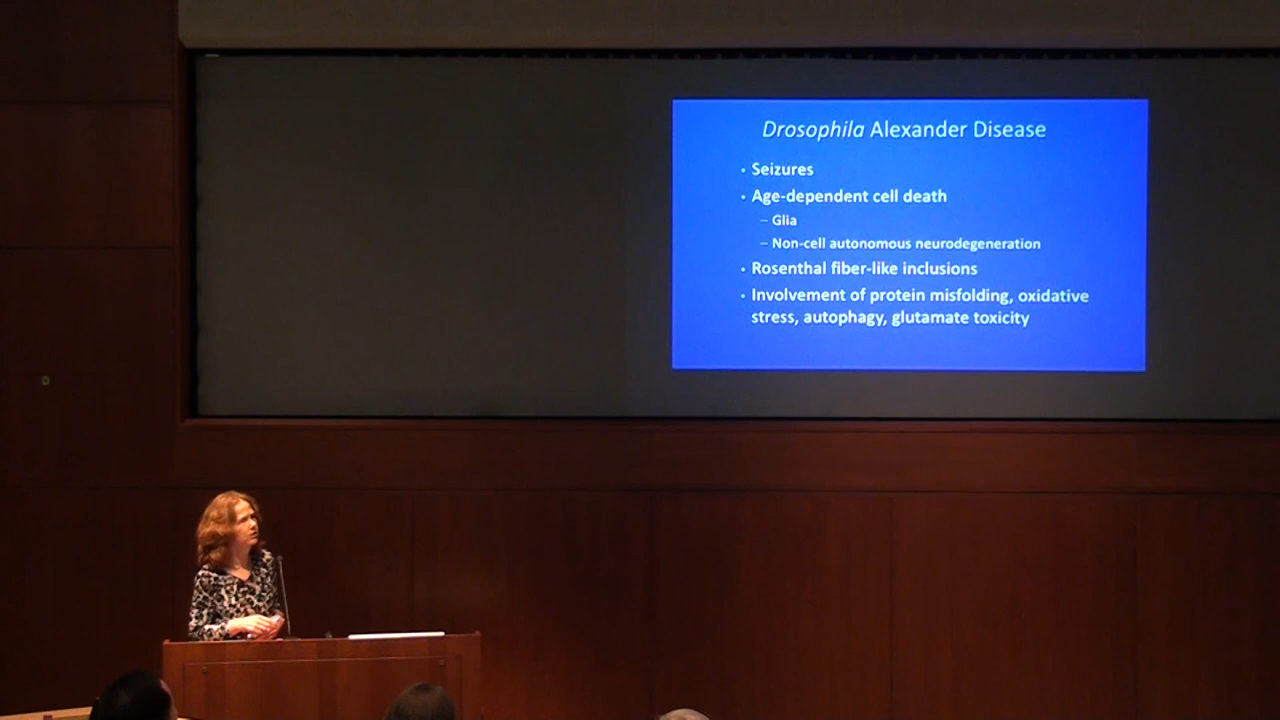 Drosophila Alexander Disease
• Seizures
• Age-dependent cell death
– Glia
– Non-cell autonomous neurodegeneration
• Rosenthal fiber-like inclusions
• Involvement of protein misfolding, oxidative
stress, autophagy, glutamate toxicity